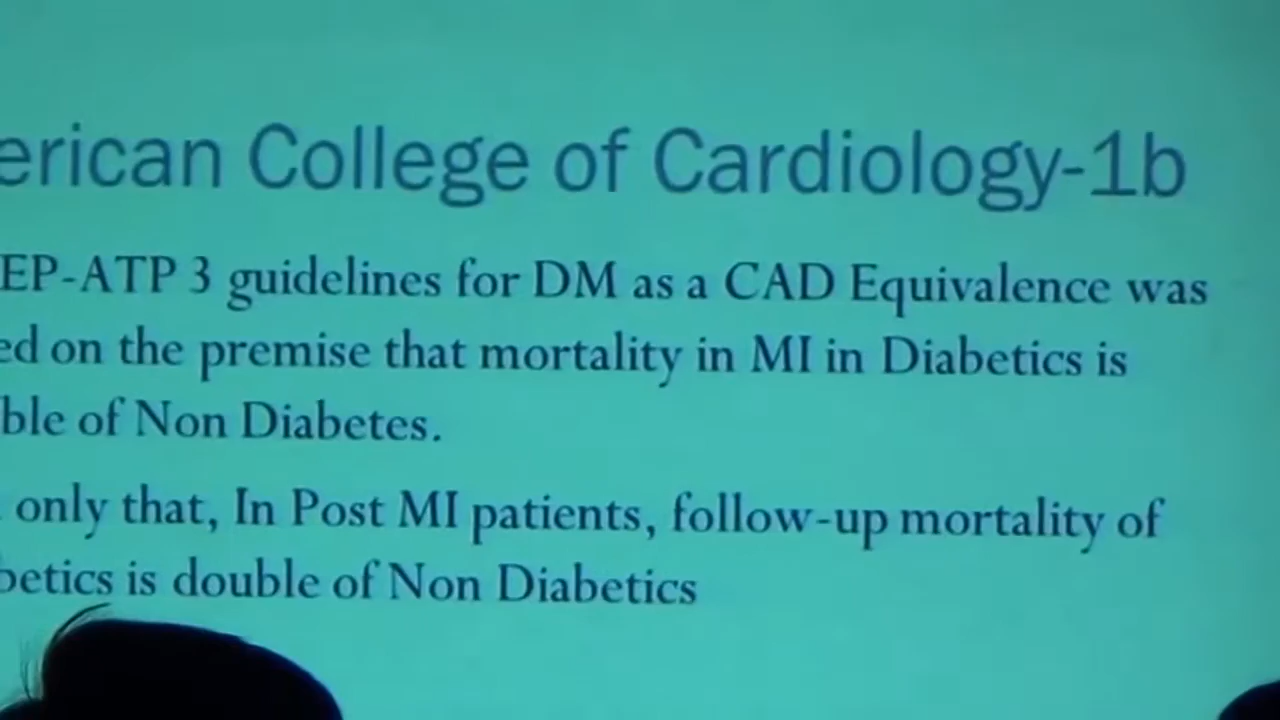 erican College of Cardiology-1b
EP-ATP 3 guidelines for DM as a CAD Equivalence was
ed on the premise that mortality in MI in Diabetics is
ble of Non Diabetes.
only that, In Post MI patients, follow-up mortality of
betics is double of Non Diabetics